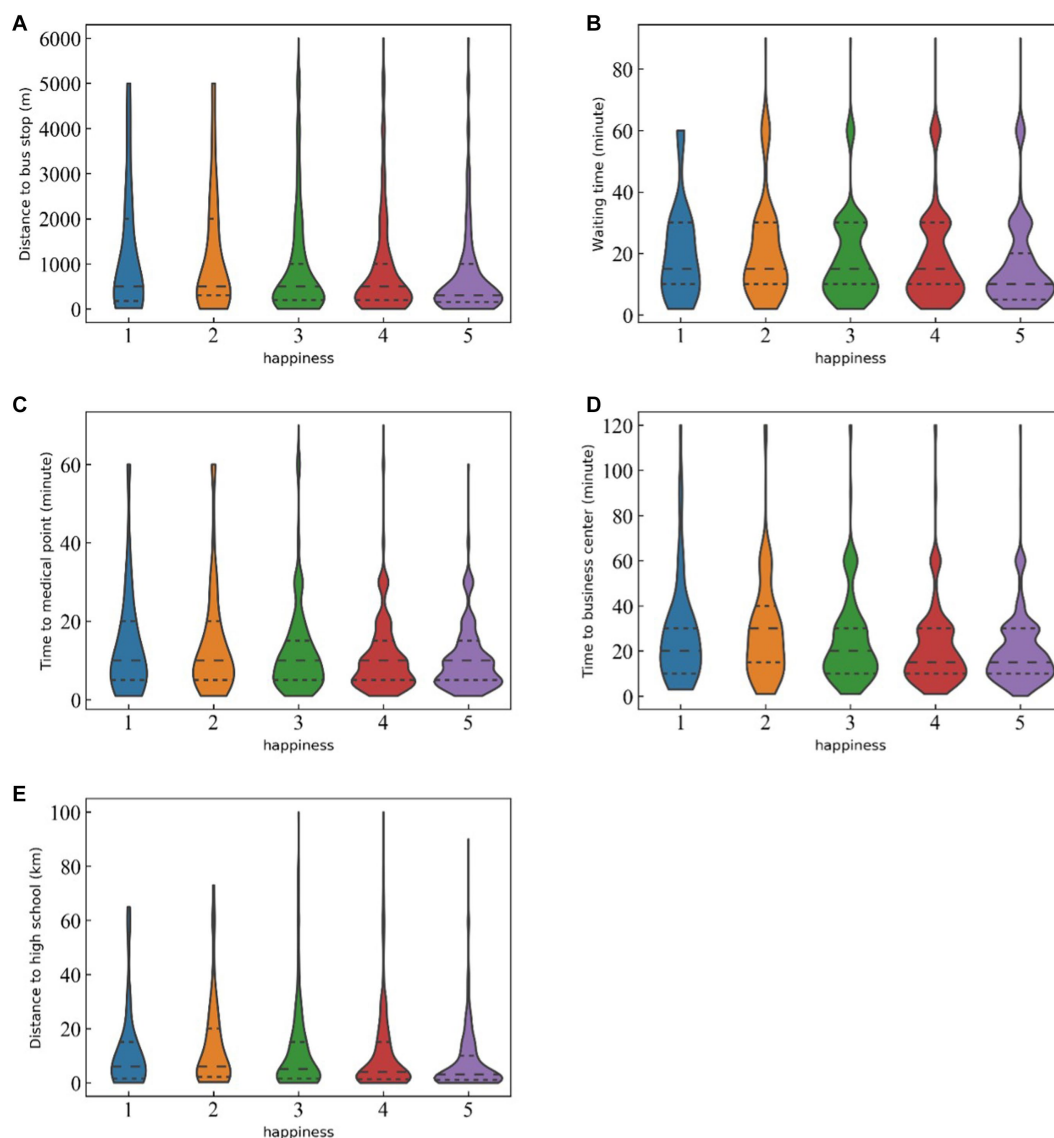 A
Distance to bus stop (m)
6000
5000
4000
3000
2000
1000
0
1 2 3 4 5
happiness
B
Waiting time (minute)
80
60
40
20
0
1 2 3 4 5
happiness
C
Time to medical point (minute)
60
40
20
0
1 2 3 4 5
happiness
D
Time to business center (minute)
120
100
80
60
40
20
0
1 2 3 4 5
happiness
E
Distance to high school (km)
100
80
60
40
20
0
1 2 3 4 5
happiness